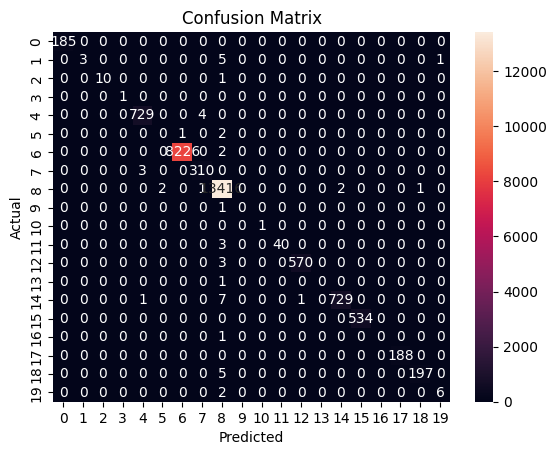 Confusion Matrix
Actual
0 185 0 0 0 0 0 0 0 0 0 0 0 0 0 0 0 0 0 0 0
1 0 3 0 0 0 0 0 0 5 0 0 0 0 0 0 0 0 0 0 1
2 0 0 10 0 0 0 0 0 1 0 0 0 0 0 0 0 0 0 0 0
3 0 0 0 1 0 0 0 0 0 0 0 0 0 0 0 0 0 0 0 0
4 0 0 0 0 729 0 0 4 0 0 0 0 0 0 0 0 0 0 0 0
5 0 0 0 0 0 0 1 0 2 0 0 0 0 0 0 0 0 0 0 0
6 0 0 0 0 0 0 8226 0 2 0 0 0 0 0 0 0 0 0 0 0
7 0 0 0 0 3 0 0 310 0 0 0 0 0 0 0 0 0 0 0 0
8 0 0 0 0 0 2 0 1 0 0 0 0 0 2 0 0 0 1 0
9 0 0 0 0 0 0 0 0 1 0 0 0 0 0 0 0 0 0 0 0
10 0 0 0 0 0 0 0 0 0 0 1 0 0 0 0 0 0 0 0 0
11 0 0 0 0 0 0 0 0 3 0 0 40 0 0 0 0 0 0 0 0
12 0 0 0 0 0 0 0 0 3 0 0 0 570 0 0 0 0 0 0 0
13 0 0 0 0 0 0 0 0 1 0 0 0 0 0 0 0 0 0 0 0
14 0 0 0 0 1 0 0 0 7 0 0 0 1 0 729 0 0 0 0 0
15 0 0 0 0 0 0 0 0 0 0 0 0 0 0 0 534 0 0 0 0
16 0 0 0 0 0 0 0 0 1 0 0 0 0 0 0 0 0 0 0 0
17 0 0 0 0 0 0 0 0 0 0 0 0 0 0 0 0 0 188 0 0
18 0 0 0 0 0 0 0 0 5 0 0 0 0 0 0 0 0 0 197 0
19 0 0 0 0 0 0 0 0 2 0 0 0 0 0 0 0 0 0 0 6
0 1 2 3 4 5 6 7 8 9 10 11 12 13 14 15 16 17 18 19
Predicted
12000
10000
8000
6000
4000
2000
0